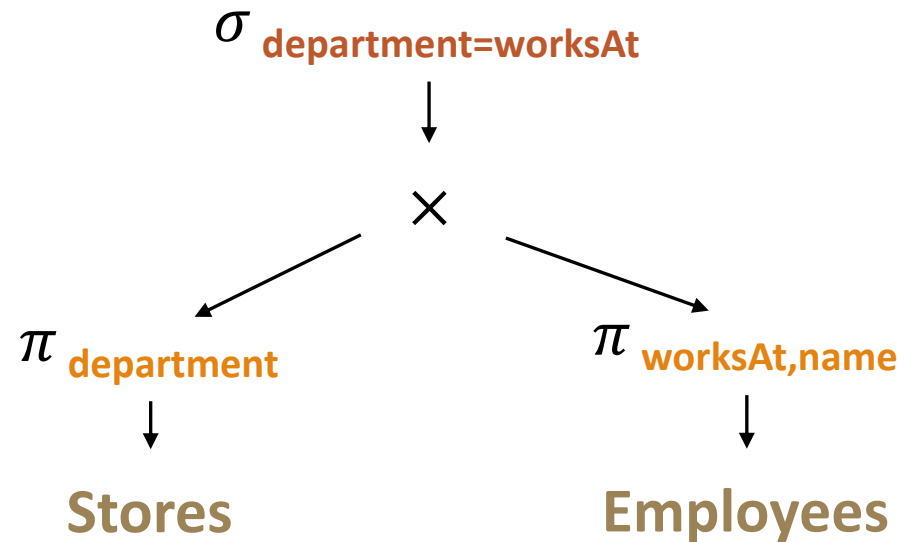 σ department=worksAt
×
π department
π worksAt,name
Stores
Employees